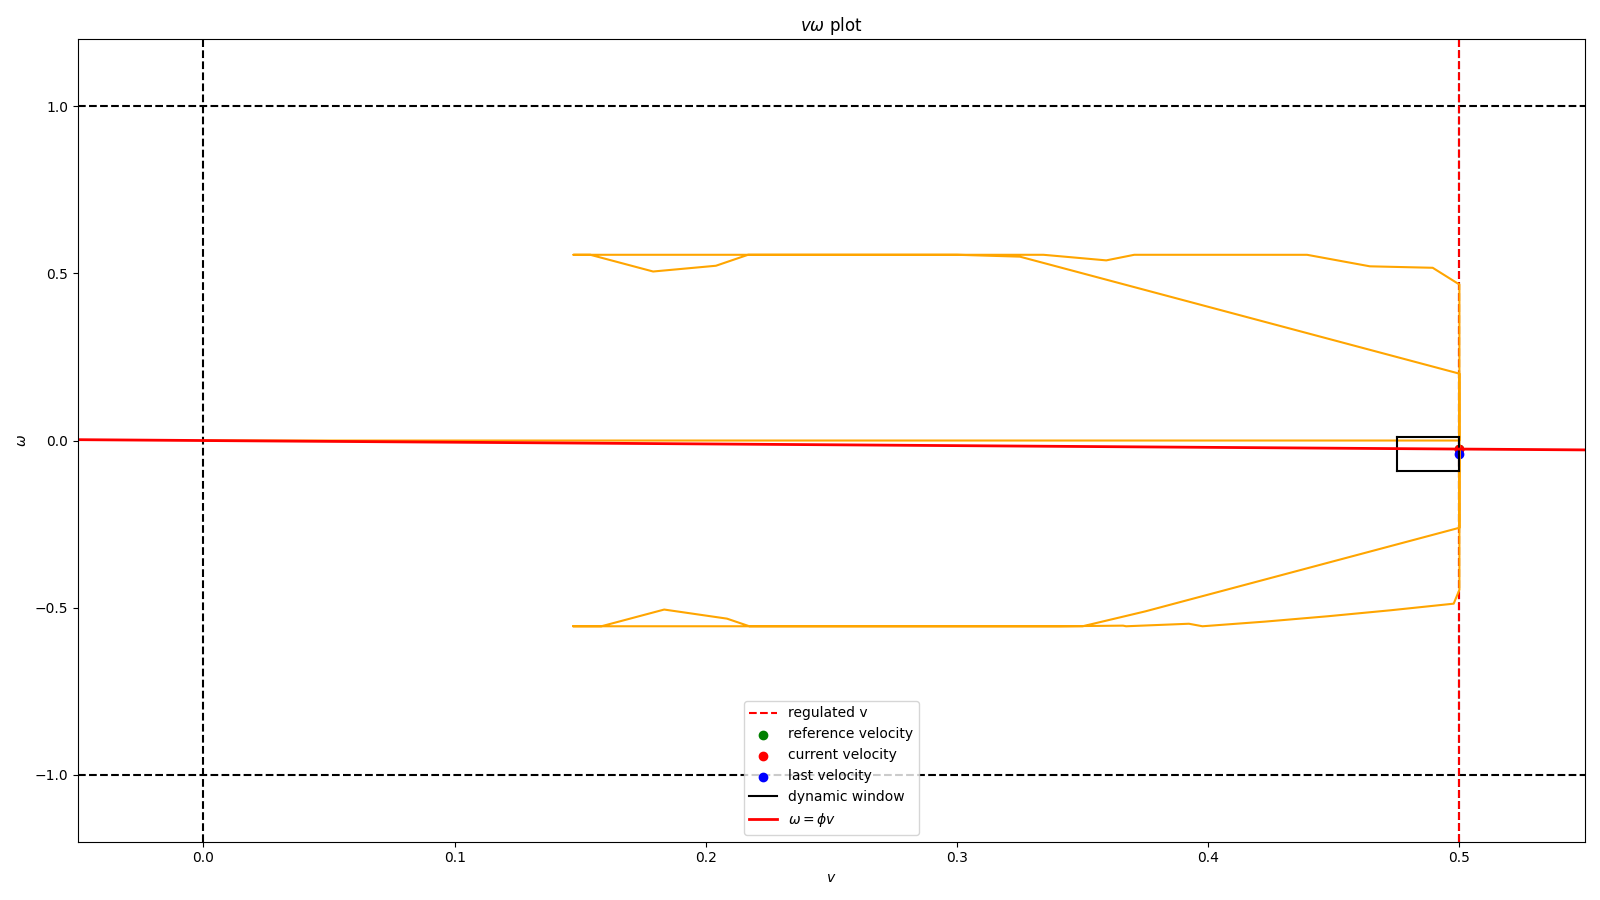 vω plot
ω
1.0
0.5
0.0
−0.5
−1.0
regulated v
reference velocity
current velocity
last velocity
dynamic window
ω = ϕv
0.0 0.1 0.2 0.3 0.4 0.5
v